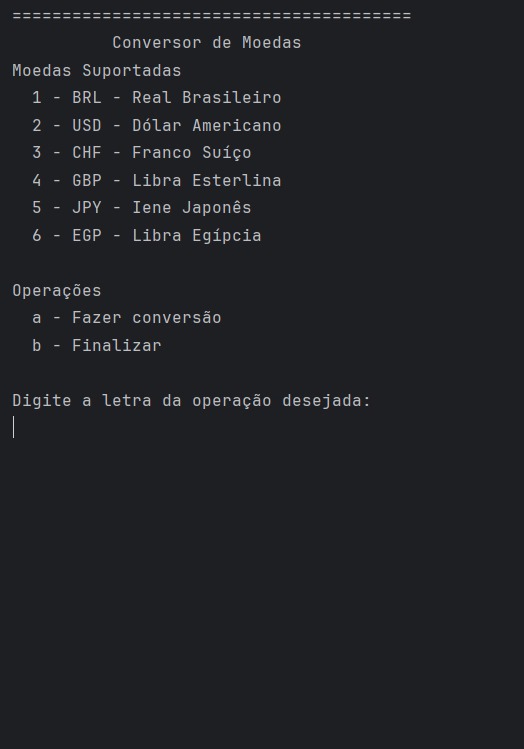 ========================================
Conversor de Moedas
Moedas Suportadas
1 - BRL - Real Brasileiro
2 - USD - Dólar Americano
3 - CHF - Franco Suíço
4 - GBP - Libra Esterlina
5 - JPY - Iene Japonês
6 - EGP - Libra Egípcia
Operações
a - Fazer conversão
b - Finalizar
Digite a letra da operação desejada: